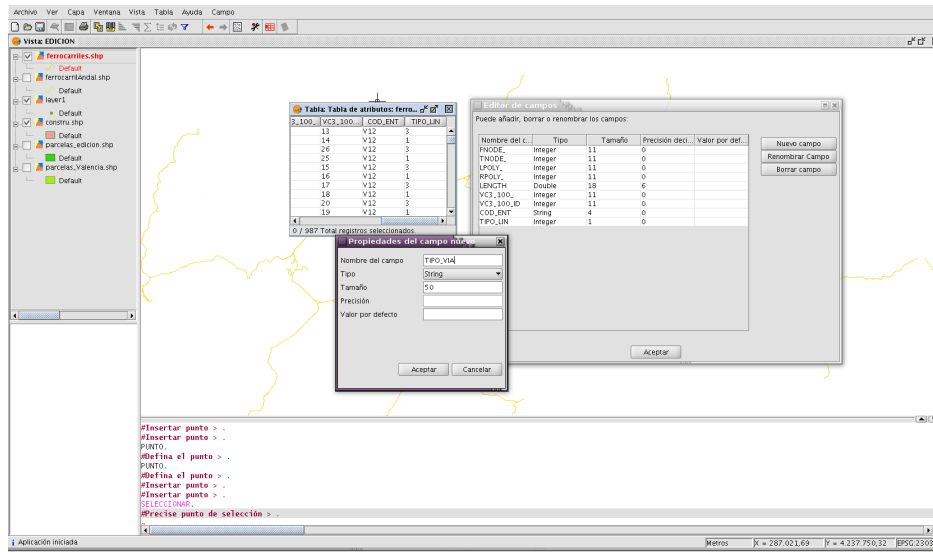 Archivo Ver Capa Ventana Vista Tabla Ayuda Campo
Vista: EDICION
ferrocarriles.shp
Default
ferrocarrilAndal.shp
Default
layer1
Default
constru.shp
Default
parcelas_edicion.shp
Default
parcelas_Valencia.shp
Default
Tabla: Tabla de atributos: ferro...
3_100_ VC3_100... COD_ENT TIPO_LIN
13 V12 3
14 V12 1
26 V12 3
25 V12 1
15 V12 3
16 V12 1
17 V12 3
18 V12 1
20 V12 3
19 V12 1
0 / 987 Total registros seleccionados.
Editor de campos
Puede añadir, borrar o renombrar los campos:
Nombre del c... Tipo Tamaño Precisión deci... Valor por def...
FNODE_ Integer 11 0
TNODE_ Integer 11 0
LPOLY_ Integer 11 0
RPOLY_ Integer 11 0
LENGTH Double 18 6
VC3_100_ Integer 11 0
VC3_100_ID Integer 11 0
COD_ENT String 4 0
TIPO_LIN Integer 1 0
Nuevo campo
Renombrar Campo
Borrar campo
Aceptar
Propiedades del campo nuevo
Nombre del campo TIPO_VIA
Tipo String
Tamaño 50
Precisión
Valor por defecto
Aceptar Cancelar
#Insertar punto > .
#Insertar punto > .
PUNTO.
#Defina el punto > .
PUNTO.
#Defina el punto > .
#Insertar punto > .
#Insertar punto > .
SELECCIONAR.
#Precise punto de selección > .
Aplicación iniciada
Metros X = 287.021,69 Y = 4.237.750,32 EPSG:2303